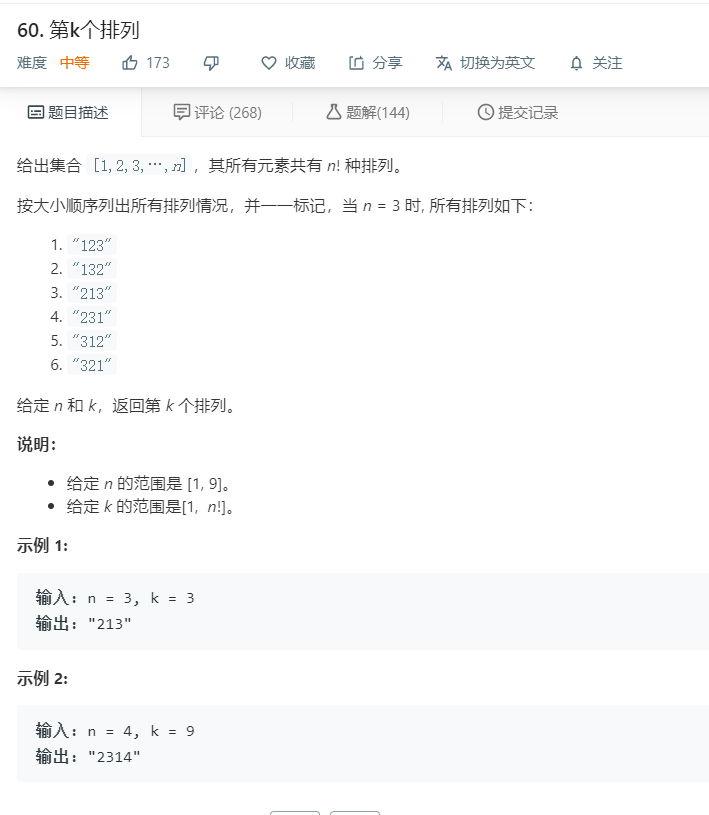 60. 第k个排列
难度 中等 173 收藏 分享 切换为英文 关注
题目描述 评论 (268) 题解(144) 提交记录
给出集合 [1,2,3,…,n]，其所有元素共有 n! 种排列。
按大小顺序列出所有排列情况，并一一标记，当 n = 3 时, 所有排列如下：
1. "123"
2. "132"
3. "213"
4. "231"
5. "312"
6. "321"
给定 n 和 k，返回第 k 个排列。
说明：
给定 n 的范围是 [1, 9]。
给定 k 的范围是[1,  n!]。
示例 1:
输入：n = 3, k = 3
输出："213"
示例 2:
输入：n = 4, k = 9
输出："2314"